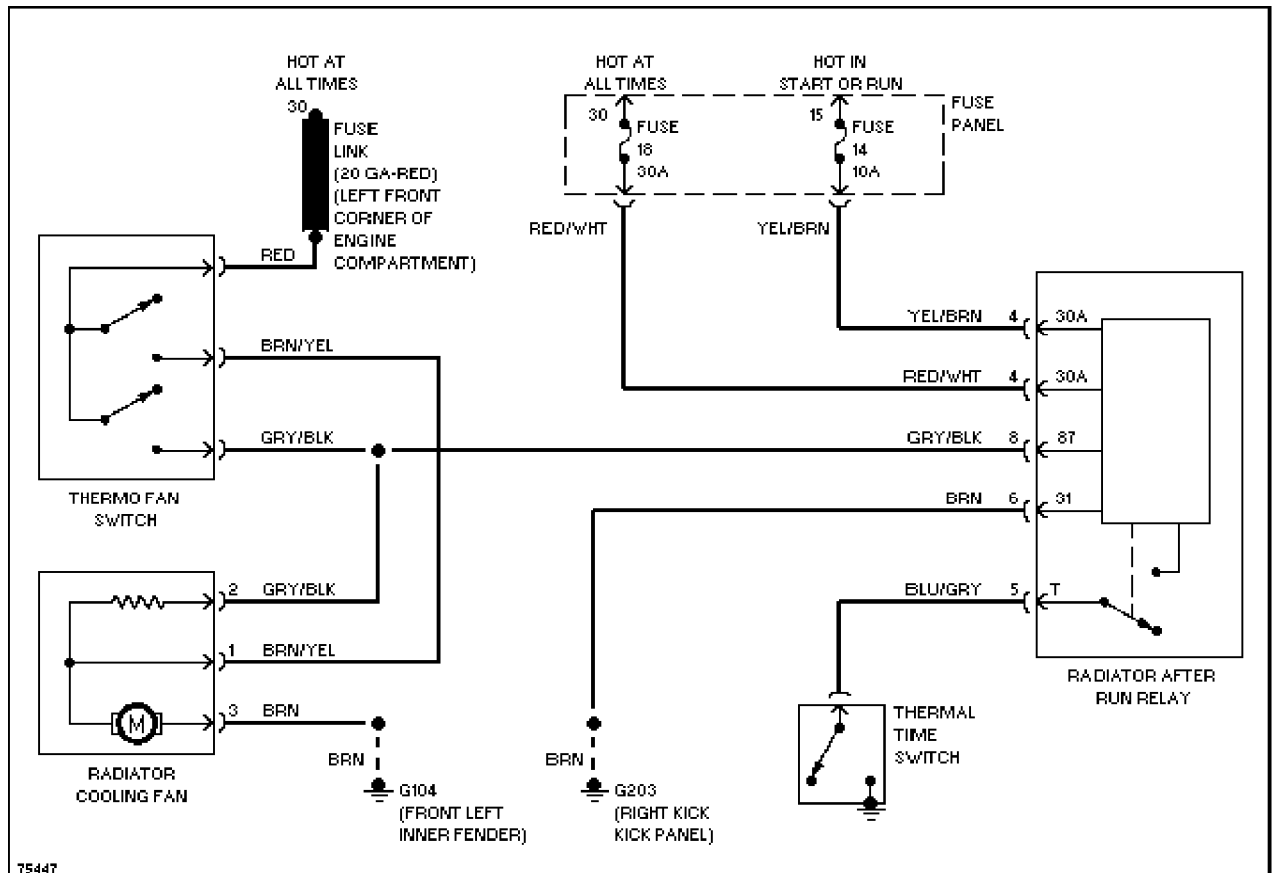 HOT AT
ALL TIMES
30
FUSE
LINK
(20 GA-RED)
(LEFT FRONT
CORNER OF
ENGINE
COMPARTMENT)
HOT AT
ALL TIMES
30
FUSE
18
30A
HOT IN
START OR RUN
15
FUSE
14
10A
FUSE
PANEL
RED/WHT
YEL/BRN
RED
BRN/YEL
GRY/BLK
THERMO FAN
SWITCH
YEL/BRN 4 30A
RED/WHT 4 30A
GRY/BLK 8 87
BRN 6 31
BLU/GRY 5 T
RADIATOR AFTER
RUN RELAY
2 GRY/BLK
1 BRN/YEL
3 BRN
M
RADIATOR
COOLING FAN
BRN
G104
(FRONT LEFT
INNER FENDER)
BRN
G203
(RIGHT KICK
KICK PANEL)
THERMAL
TIME
SWITCH
75447